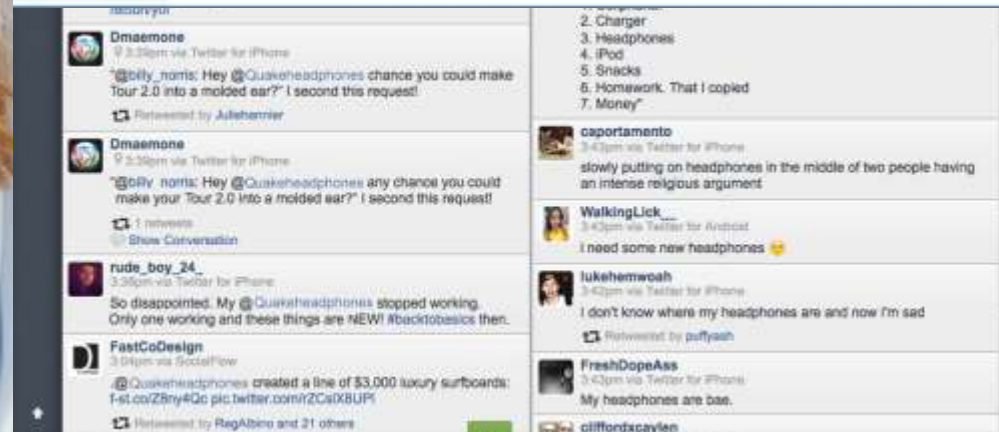 Dmaemone
3:39pm via Twitter for iPhone
"@billy_norris: Hey @Quakeheadphones chance you could make
Tour 2.0 into a molded ear?" I second this request!
Retweeted by Juliehamier
Dmaemone
3:39pm via Twitter for iPhone
"@billy_norris: Hey @Quakeheadphones any chance you could
make your Tour 2.0 into a molded ear?" I second this request!
1 retweets
Show Conversation
rude_boy_24_
3:36pm via Twitter for iPhone
So disappointed. My @Quakeheadphones stopped working.
Only one working and these things are NEW! #backtobasics then.
FastCoDesign
3:04pm via SocialFlow
.@Quakeheadphones created a line of $3,000 luxury surfboards:
f-st.co/Z8ny4Qc pic.twitter.com/rZCslX8UPl
Retweeted by RagAlbino and 21 others
2. Charger
3. Headphones
4. iPod
5. Snacks
6. Homework. That I copied
7. Money"
caportamento
3:43pm via Twitter for iPhone
slowly putting on headphones in the middle of two people having
an intense religious argument
WalkingLick__
3:43pm via Twitter for Android
I need some new headphones
lukehemwoah
3:42pm via Twitter for iPhone
I don't know where my headphones are and now I'm sad
Retweeted by puffyash
FreshDopeAss
3:43pm via Twitter for iPhone
My headphones are bae.
cliffordxcaylen